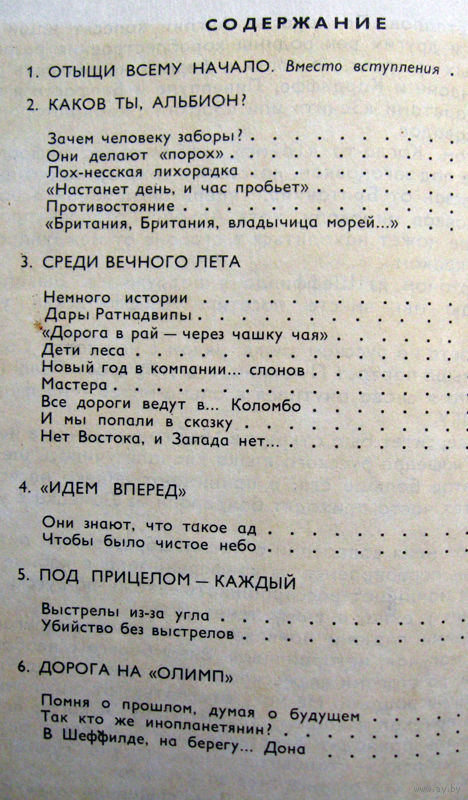 СОДЕРЖАНИЕ
1. ОТЫЩИ ВСЕМУ НАЧАЛО. Вместо вступления .
2. КАКОВ ТЫ, АЛЬБИОН?
Зачем человеку заборы? . . . . . . .
Они делают «порох» . . . . . . . .
Лох-несская лихорадка . . . . . . .
«Настанет день, и час пробьет» . . . . .
Противостояние . . . . . . . . .
«Британия, Британия, владычица морей...» . .
3. СРЕДИ ВЕЧНОГО ЛЕТА
Немного истории . . . . . . . .
Дары Ратнадвипы . . . . . . . .
«Дорога в рай — через чашку чая» . . . .
Дети леса . . . . . . . . . .
Новый год в компании... слонов . . . . .
Мастера . . . . . . . . . .
Все дороги ведут в... Коломбо . . . . .
И мы попали в сказку . . . . . . .
Нет Востока, и Запада нет... . . . . . .
4. «ИДЕМ ВПЕРЕД»
Они знают, что такое ад . . . . . . .
Чтобы было чистое небо . . . . . . .
5. ПОД ПРИЦЕЛОМ — КАЖДЫЙ
Выстрелы из-за угла . . . . . . . .
Убийство без выстрелов . . . . . . .
6. ДОРОГА НА «ОЛИМП»
Помня о прошлом, думая о будущем . . . .
Так кто же инопланетянин? . . . . . .
В Шеффилде, на берегу... Дона . . . . .